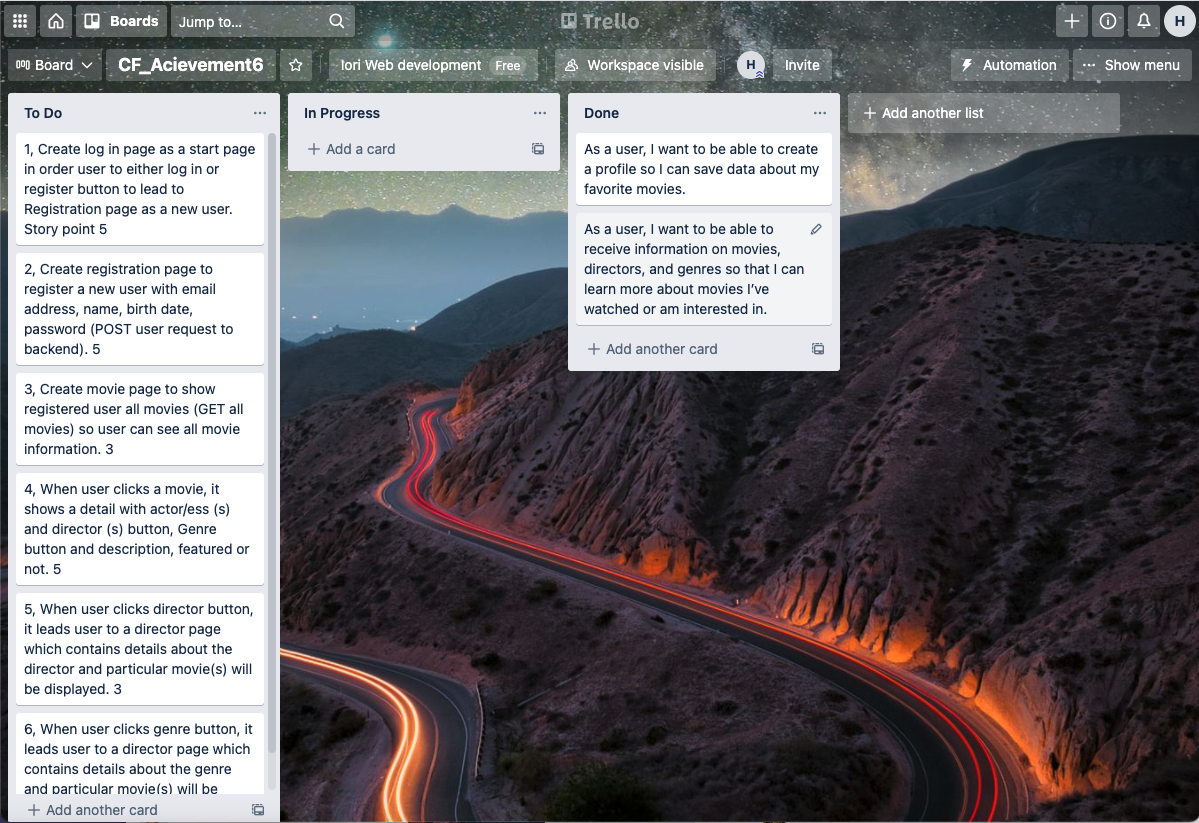 Boards
Jump to...
Trello
H
Board
CF_Acievement6
Iori Web development
Free
Workspace visible
H
Invite
Automation
Show menu
To Do
1, Create log in page as a start page
in order user to either log in or
register button to lead to
Registration page as a new user.
Story point 5
2, Create registration page to
register a new user with email
address, name, birth date,
password (POST user request to
backend). 5
3, Create movie page to show
registered user all movies (GET all
movies) so user can see all movie
information. 3
4, When user clicks a movie, it
shows a detail with actor/ess (s)
and director (s) button, Genre
button and description, featured or
not. 5
5, When user clicks director button,
it leads user to a director page
which contains details about the
director and particular movie(s) will
be displayed. 3
6, When user clicks genre button, it
leads user to a director page which
contains details about the genre
and particular movie(s) will be
Add another card
In Progress
Add a card
Done
As a user, I want to be able to create
a profile so I can save data about my
favorite movies.
As a user, I want to be able to
receive information on movies,
directors, and genres so that I can
learn more about movies I’ve
watched or am interested in.
Add another card
Add another list